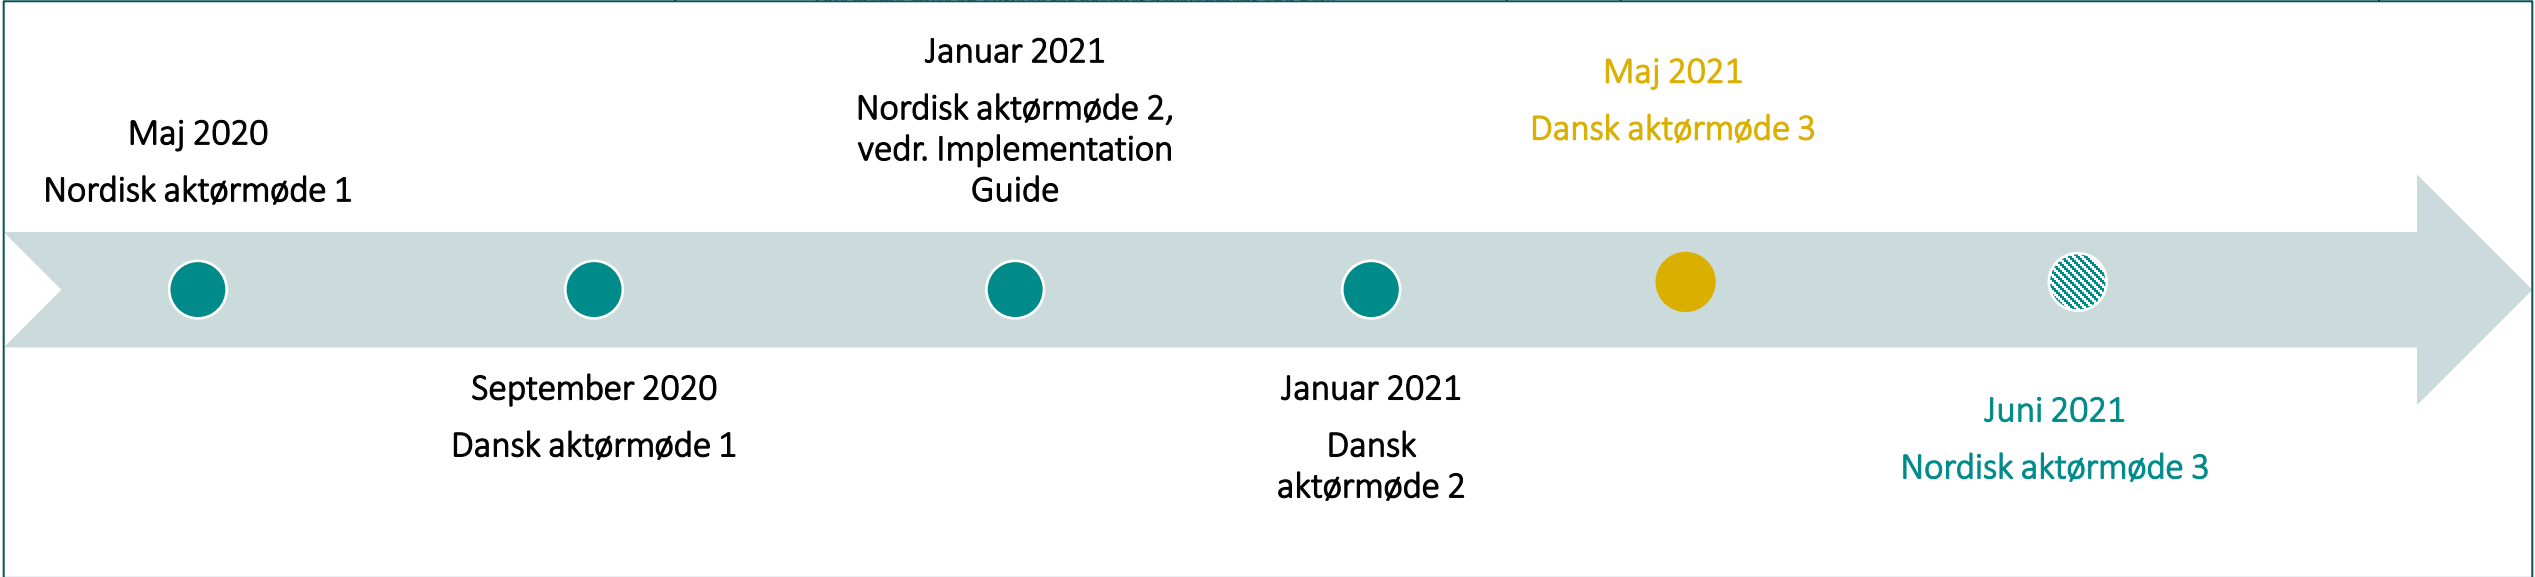 Maj 2020
Nordisk aktørmøde 1
September 2020
Dansk aktørmøde 1
Januar 2021
Nordisk aktørmøde 2,
vedr. Implementation
Guide
Januar 2021
Dansk
aktørmøde 2
Maj 2021
Dansk aktørmøde 3
Juni 2021
Nordisk aktørmøde 3